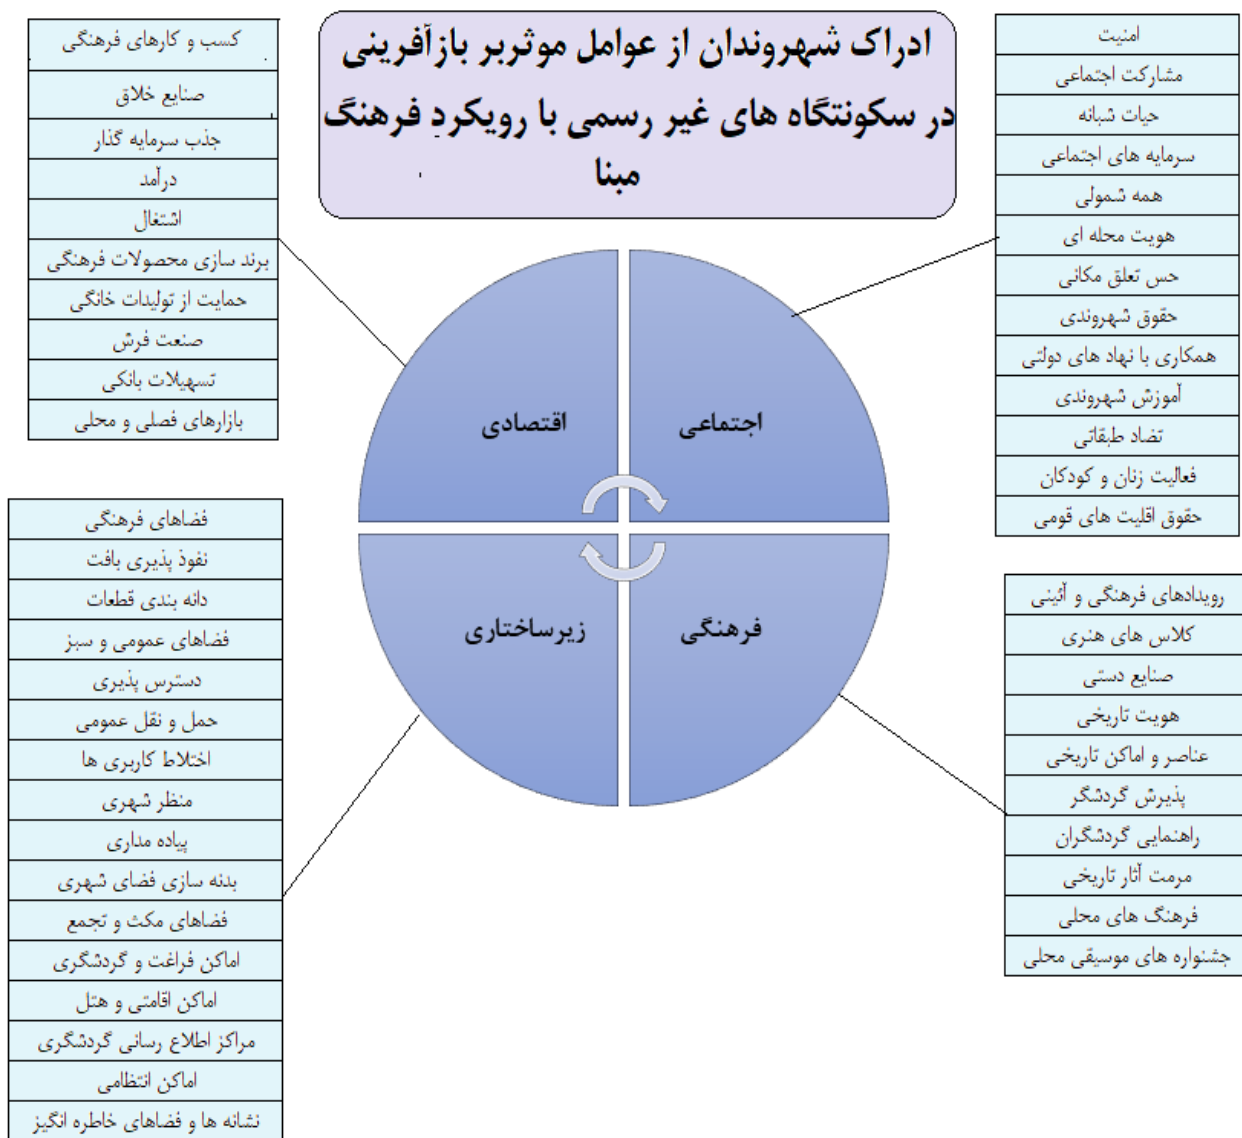 ادراک شهروندان از عوامل موثربر بازآفرینی
در سکونتگاه های غیر رسمی با رویکرد فرهنگ
مبنا
امنیت
مشارکت اجتماعی
حیات شبانه
سرمایه های اجتماعی
همه شمولی
هویت محله ای
حس تعلق مکانی
حقوق شهروندی
همکاری با نهاد های دولتی
آموزش شهروندی
تضاد طبقاتی
فعالیت زنان و کودکان
حقوق اقلیت های قومی
کسب و کارهای فرهنگی
صنایع خلاق
جذب سرمایه گذار
درآمد
اشتغال
برند سازی محصولات فرهنگی
حمایت از تولیدات خانگی
صنعت فرش
تسهیلات بانکی
بازارهای فصلی و محلی
اجتماعی
اقتصادی
فرهنگی
زیرساختاری
رویدادهای فرهنگی و آئینی
کلاس های هنری
صنایع دستی
هویت تاریخی
عناصر و اماکن تاریخی
پذیرش گردشگر
راهنمایی گردشگران
مرمت آثار تاریخی
فرهنگ های محلی
جشنواره های موسیقی محلی
فضاهای فرهنگی
نفوذ پذیری بافت
دانه بندی قطعات
فضاهای عمومی و سبز
دسترس پذیری
حمل و نقل عمومی
اختلاط کاربری ها
منظر شهری
پیاده مداری
بدنه سازی فضای شهری
فضاهای مکث و تجمع
اماکن فراغت و گردشگری
اماکن اقامتی و هتل
مراکز اطلاع رسانی گردشگری
اماکن انتظامی
نشانه ها و فضاهای خاطره انگیز